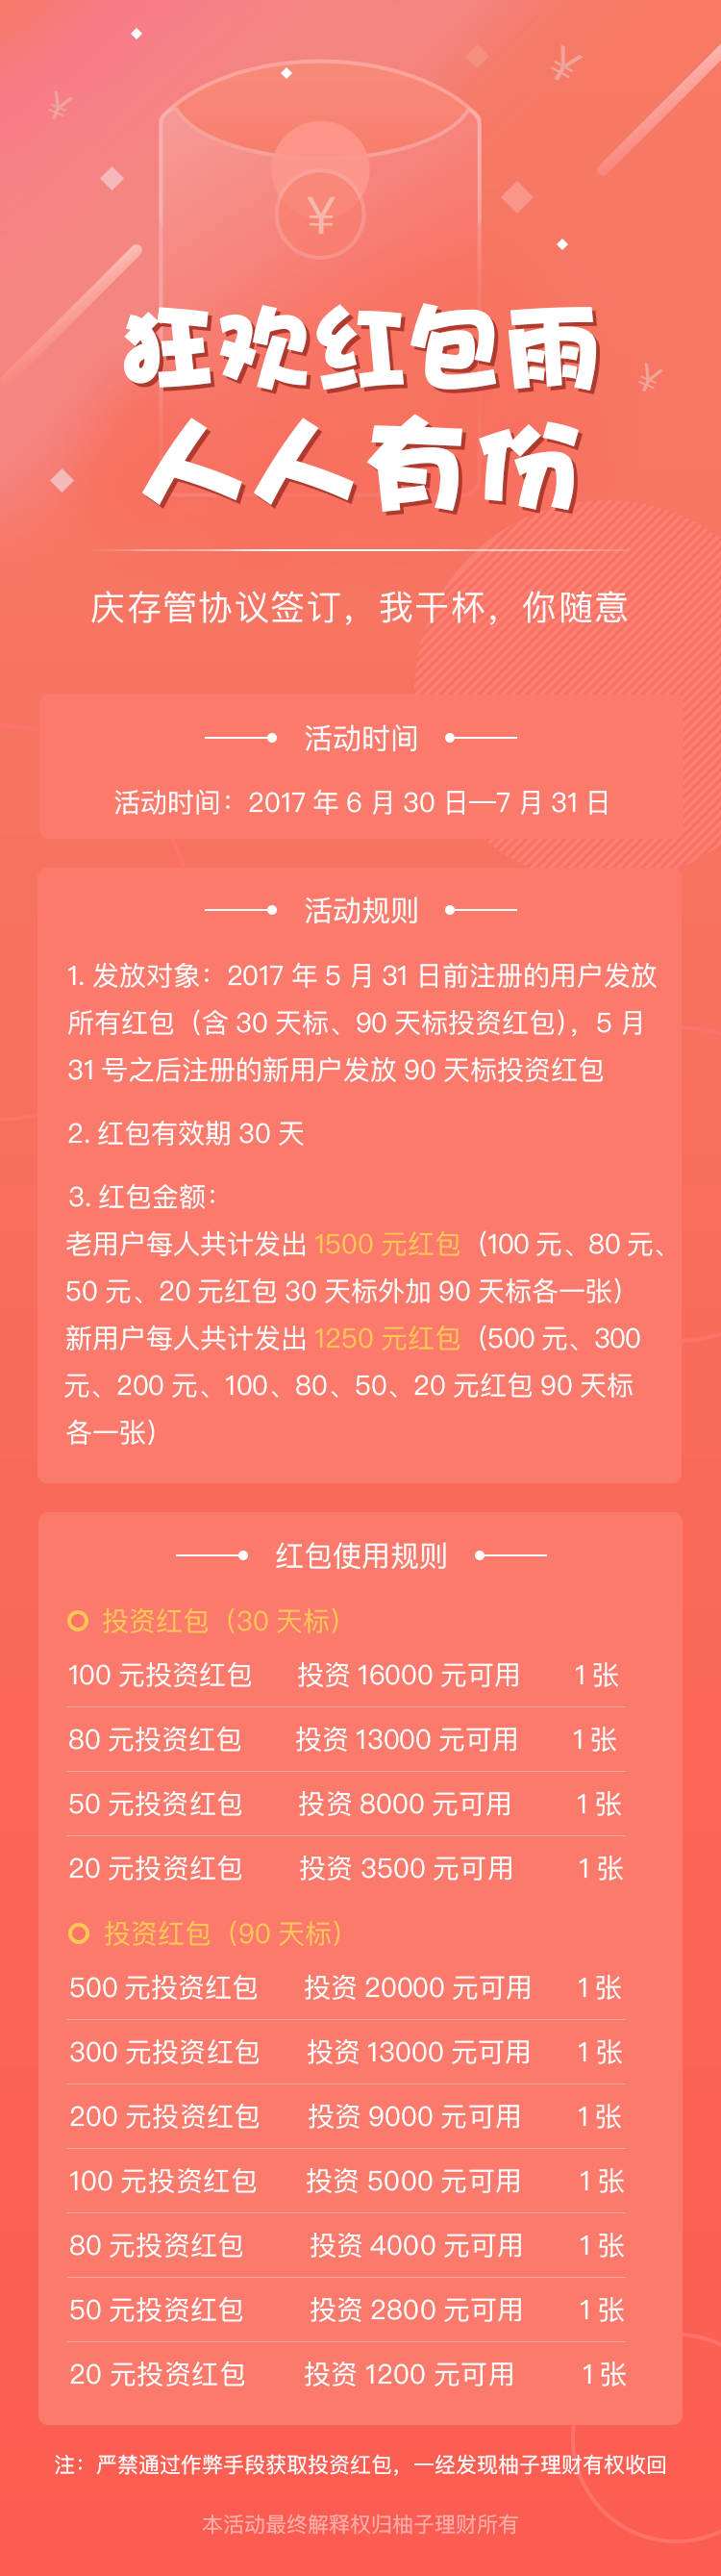 ¥
¥
¥
狂欢红包雨
人人有份
¥
庆存管协议签订，我干杯，你随意
活动时间
活动时间：2017 年 6 月 30 日—7 月 31 日
活动规则
1. 发放对象：2017 年 5 月 31 日前注册的用户发放
所有红包（含 30 天标、90 天标投资红包），5 月
31 号之后注册的新用户发放 90 天标投资红包
2. 红包有效期 30 天
3. 红包金额：
老用户每人共计发出 1500 元红包（100 元、80 元、
50 元、20 元红包 30 天标外加 90 天标各一张）
新用户每人共计发出 1250 元红包（500 元、300
元、200 元、100、80、50、20 元红包 90 天标
各一张）
红包使用规则
投资红包（30 天标）
100 元投资红包 投资 16000 元可用 1 张
80 元投资红包 投资 13000 元可用 1 张
50 元投资红包 投资 8000 元可用 1 张
20 元投资红包 投资 3500 元可用 1 张
投资红包（90 天标）
500 元投资红包 投资 20000 元可用 1 张
300 元投资红包 投资 13000 元可用 1 张
200 元投资红包 投资 9000 元可用 1 张
100 元投资红包 投资 5000 元可用 1 张
80 元投资红包 投资 4000 元可用 1 张
50 元投资红包 投资 2800 元可用 1 张
20 元投资红包 投资 1200 元可用 1 张
注：严禁通过作弊手段获取投资红包，一经发现柚子理财有权收回
本活动最终解释权归柚子理财所有